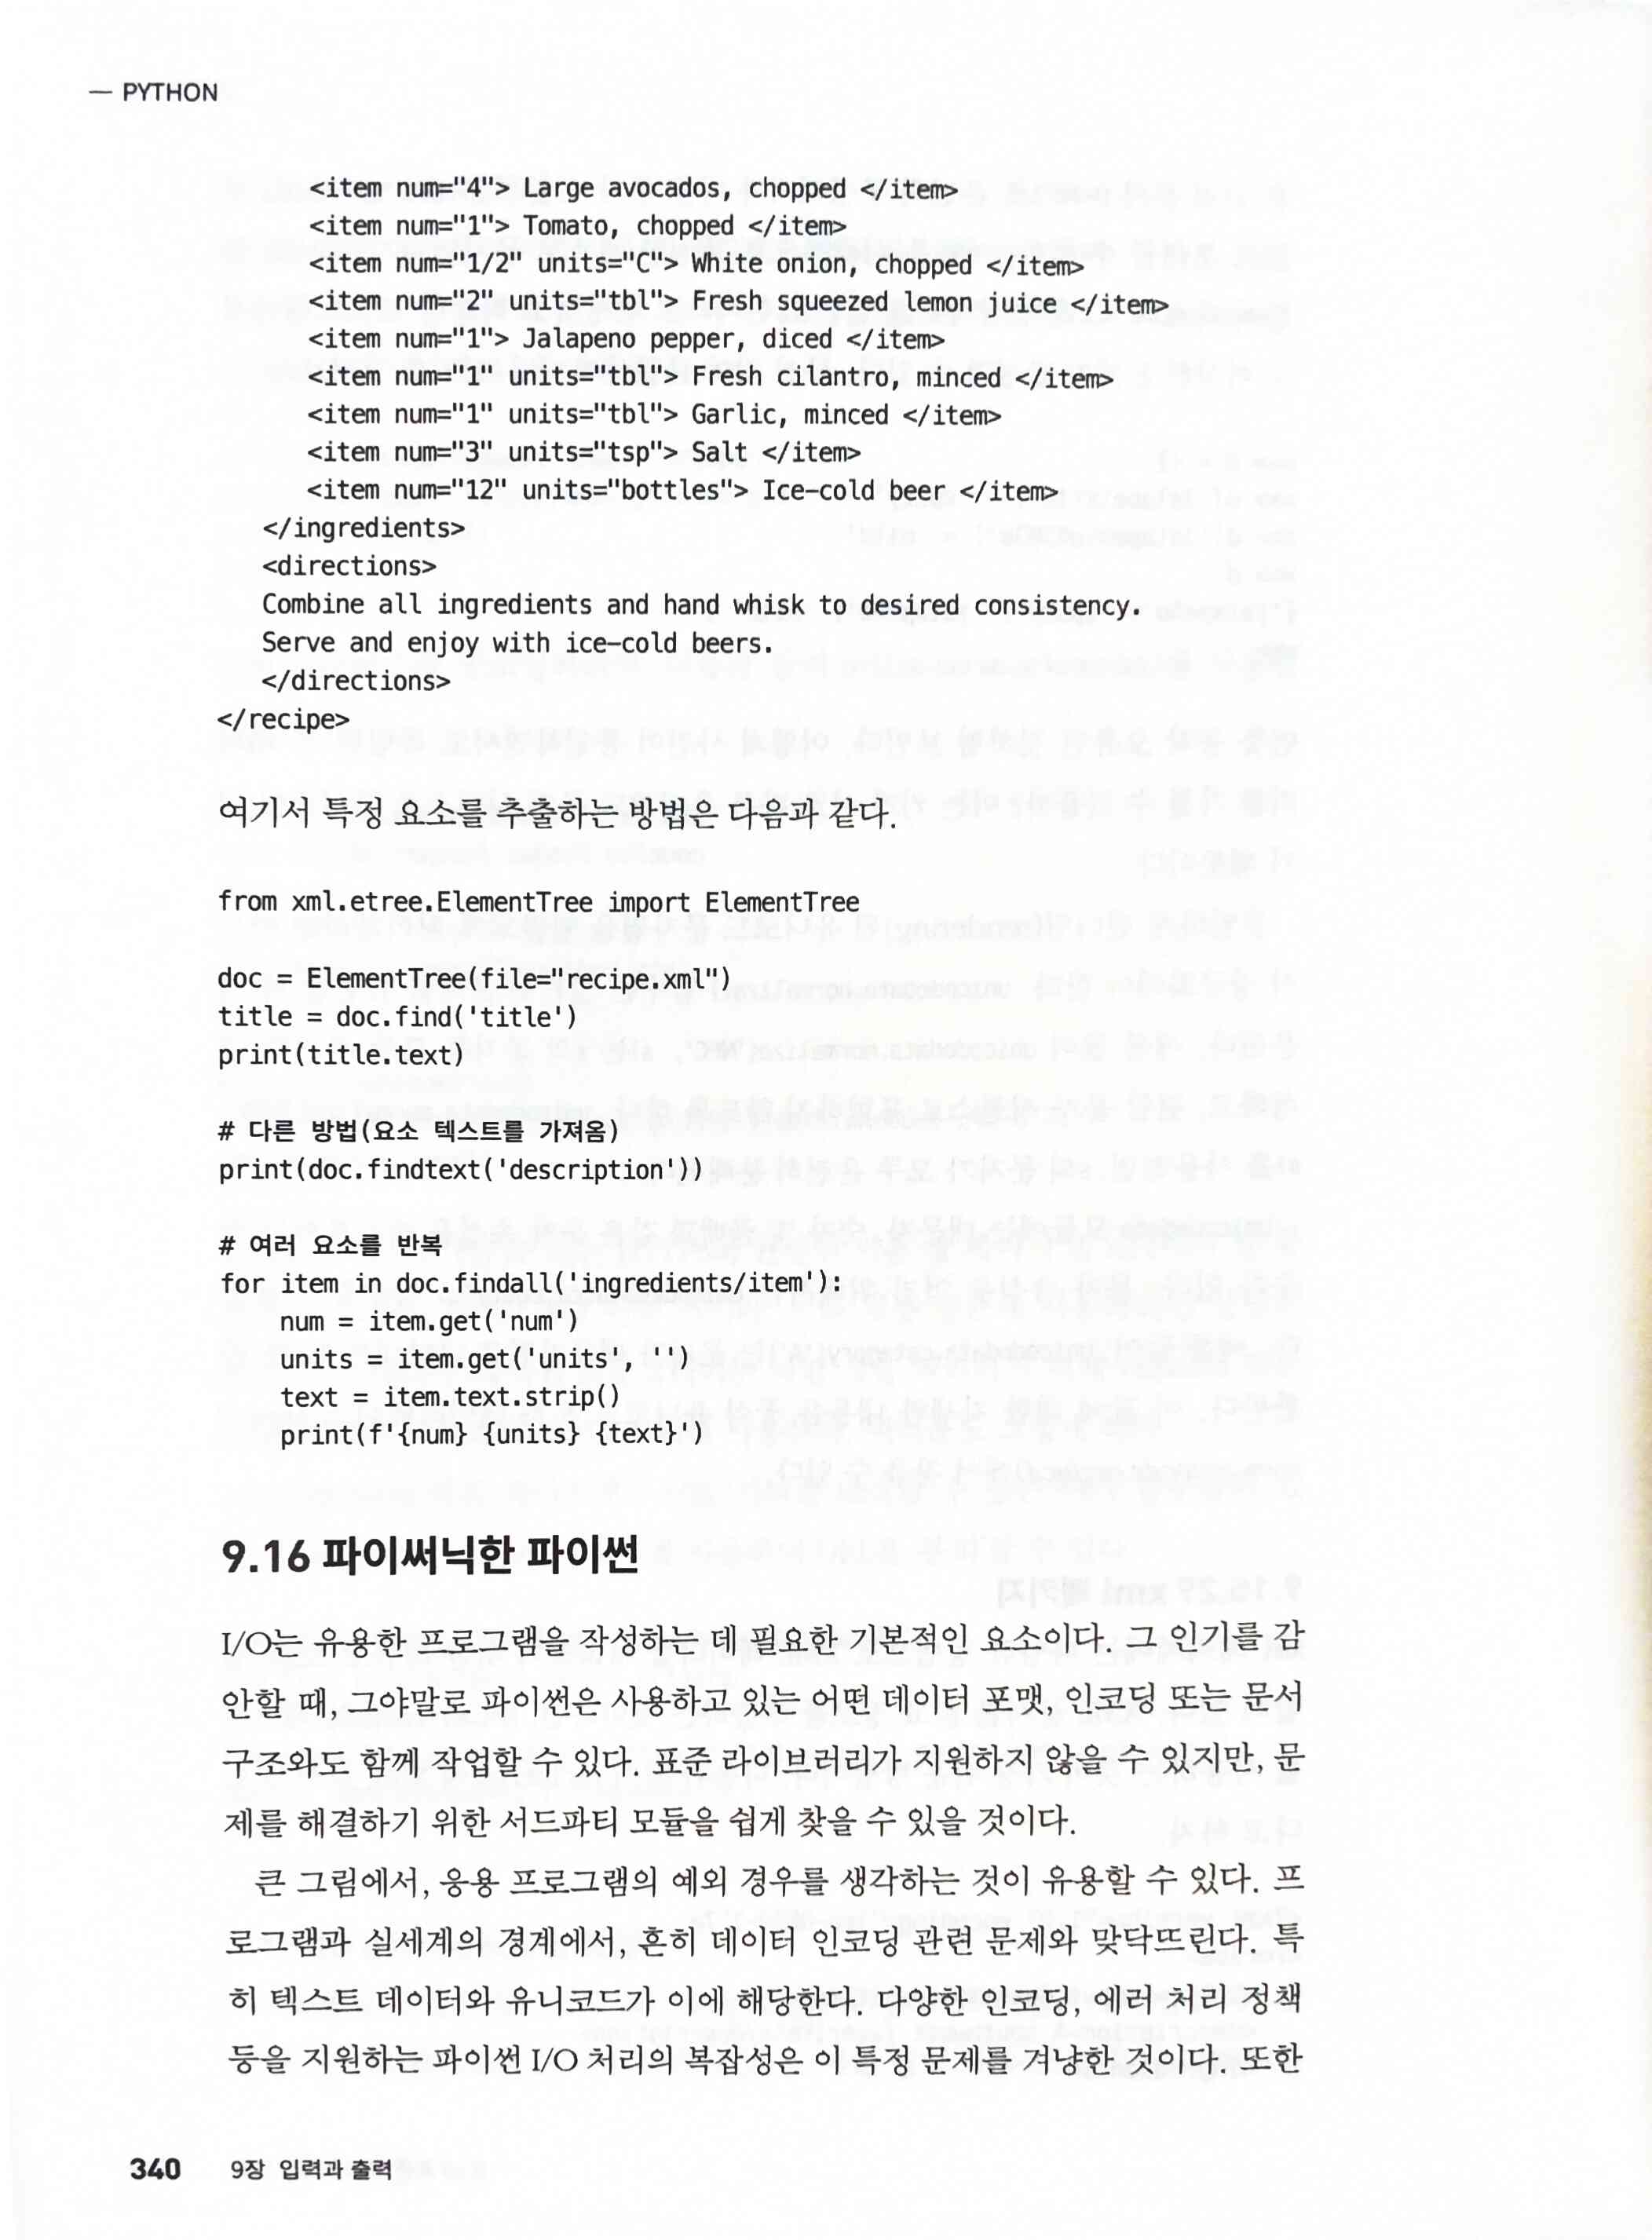 — PYTHON
<item num="4"> Large avocados, chopped </item>
<item num="1"> Tomato, chopped </item>
<item num="1/2" units="C"> White onion, chopped </item>
<item num="2" units="tbl"> Fresh squeezed lemon juice </item>
<item num="1"> Jalapeno pepper, diced </item>
<item num="1" units="tbl"> Fresh cilantro, minced </item>
<item num="1" units="tbl"> Garlic, minced </item>
<item num="3" units="tsp"> Salt </item>
<item num="12" units="bottles"> Ice-cold beer </item>
</ingredients>
<directions>
Combine all ingredients and hand whisk to desired consistency.
Serve and enjoy with ice-cold beers.
</directions>
</recipe>
여기서 특정 요소를 추출하는 방법은 다음과 같다.
from xml.etree.ElementTree import ElementTree
doc = ElementTree(file="recipe.xml")
title = doc.find('title')
print(title.text)
# 다른 방법(요소 텍스트를 가져옴)
print(doc.findtext('description'))
# 여러 요소를 반복
for item in doc.findall('ingredients/item'):
num = item.get('num')
units = item.get('units', '')
text = item.text.strip()
print(f'{num} {units} {text}')
9.16 파이써닉한 파이썬
I/O는 유용한 프로그램을 작성하는 데 필요한 기본적인 요소이다. 그 인기를 감
안할 때, 그야말로 파이썬은 사용하고 있는 어떤 데이터 포맷, 인코딩 또는 문서
구조와도 함께 작업할 수 있다. 표준 라이브러리가 지원하지 않을 수 있지만, 문
제를 해결하기 위한 서드파티 모듈을 쉽게 찾을 수 있을 것이다.
큰 그림에서, 응용 프로그램의 예외 경우를 생각하는 것이 유용할 수 있다. 프
로그램과 실세계의 경계에서, 흔히 데이터 인코딩 관련 문제와 맞닥뜨린다. 특
히 텍스트 데이터와 유니코드가 이에 해당한다. 다양한 인코딩, 에러 처리 정책
등을 지원하는 파이썬 I/O 처리의 복잡성은 이 특정 문제를 겨냥한 것이다. 또한
340 9장 입력과 출력